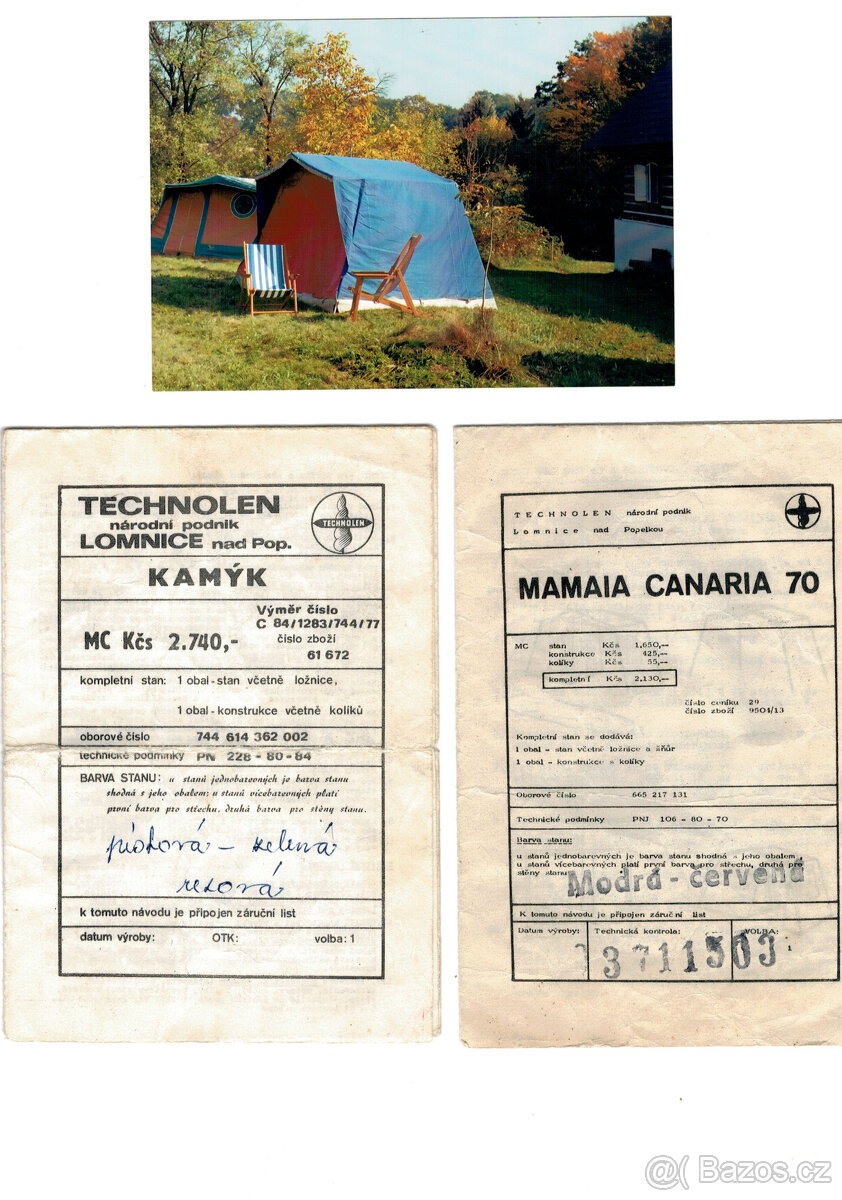 TECHNOLEN
národní podnik
LOMNICE nad Pop.
TECHNOLEN
KAMÝK
Výměr číslo
C 84/1283/744/77
MC Kčs 2.740,-
číslo zboží
61 672
kompletní stan: 1 obal-stan včetně ložnice,
1 obal-konstrukce včetně kolíků
oborové číslo 744 614 362 002
technické podmínky PN 228-80-84
BARVA STANU: u stanů jednobarevných je barva stanu
shodná s jeho obalem; u stanů vícebarevných platí
první barva pro střechu, druhá barva pro stěny stanu.
písková - zelená
rezová
k tomuto návodu je připojen záruční list
datum výroby: OTK: volba: 1
TECHNOLEN národní podnik
Lomnice nad Popelkou
MAMAIA CANARIA 70
MC stan Kčs 1.650,--
konstrukce Kčs 425,--
kolíky Kčs 55,--
kompletní Kčs 2.130,--
číslo ceníku 29
číslo zboží 9504/13
Kompletní stan se dodává:
1 obal - stan včetně ložnice a šňůr
1 obal - konstrukce s kolíky
Oborové číslo 665 217 131
Technické podmínky PNJ 106 - 80 - 70
Barva stanu:
u stanů jednobarevných je barva stanu shodná s jeho obalem,
u stanů vícebarevných platí první barva pro střechu, druhá pro
stěny stanu.
Modrá - červená
K tomuto návodu je připojen záruční list
Datum výroby: Technická kontrola: VOLBA:
1
3711503
@( Bazos.cz